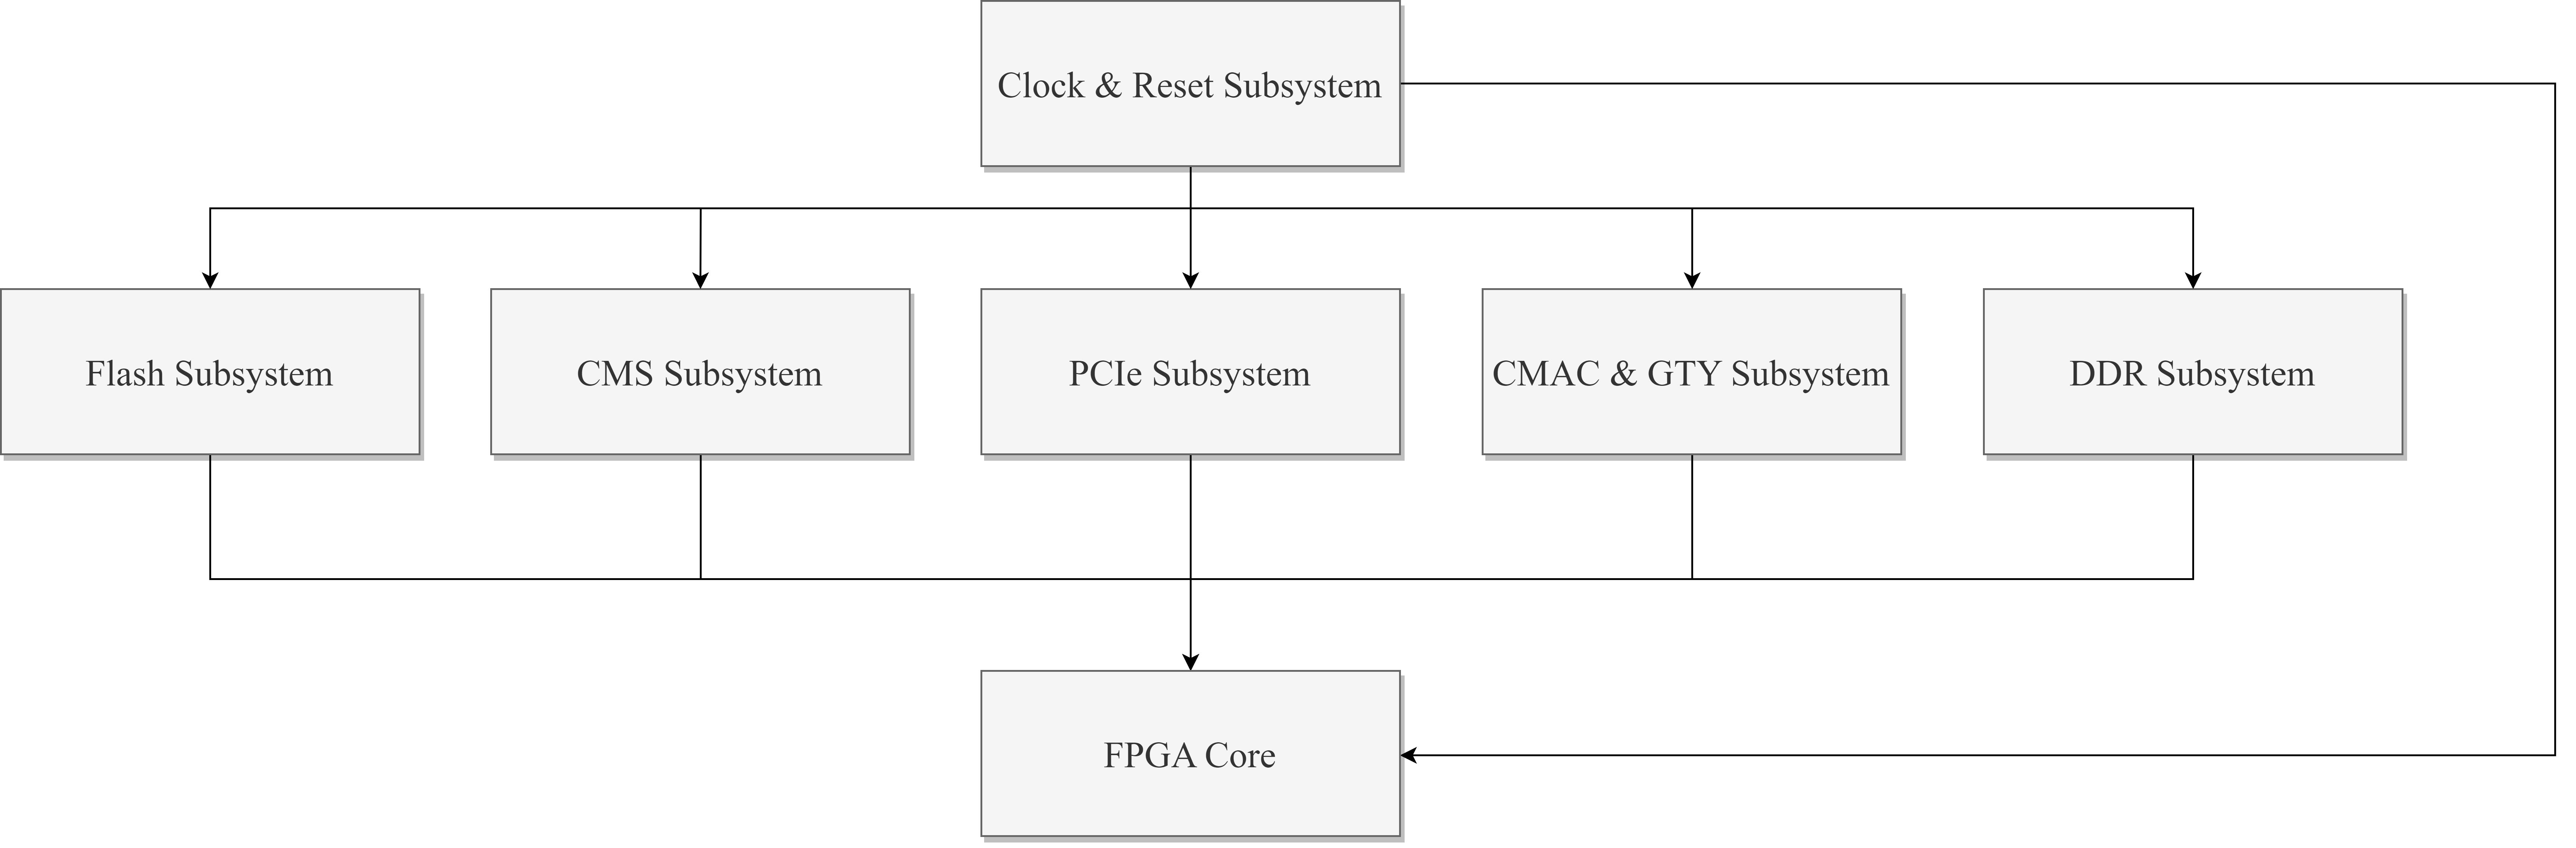 Clock & Reset Subsystem
Flash Subsystem
CMS Subsystem
PCIe Subsystem
CMAC & GTY Subsystem
DDR Subsystem
FPGA Core